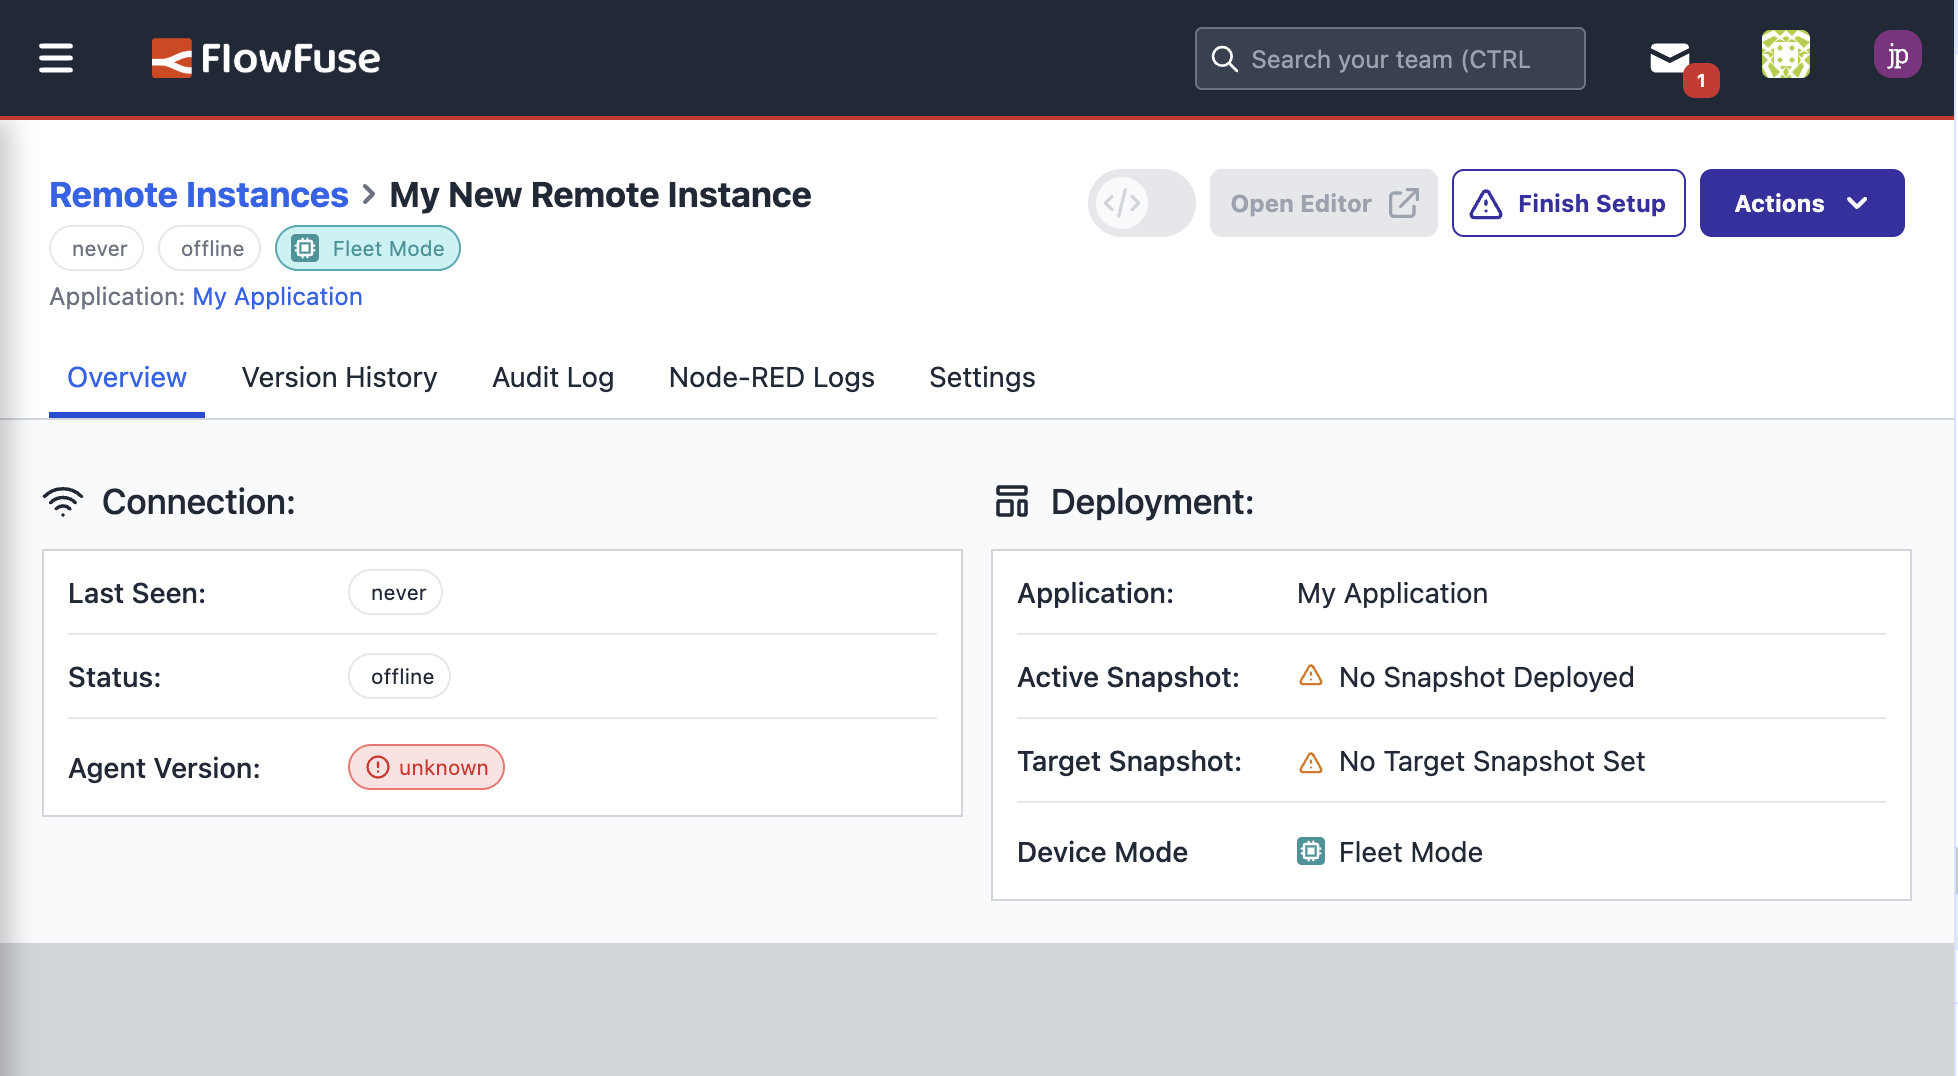 FlowFuse
Search your team (CTRL
1
jp
Remote Instances > My New Remote Instance
</> Open Editor Finish Setup Actions
never offline Fleet Mode
Application: My Application
Overview Version History Audit Log Node-RED Logs Settings
Connection:
Last Seen: never
Status: offline
Agent Version: unknown
Deployment:
Application: My Application
Active Snapshot: No Snapshot Deployed
Target Snapshot: No Target Snapshot Set
Device Mode Fleet Mode